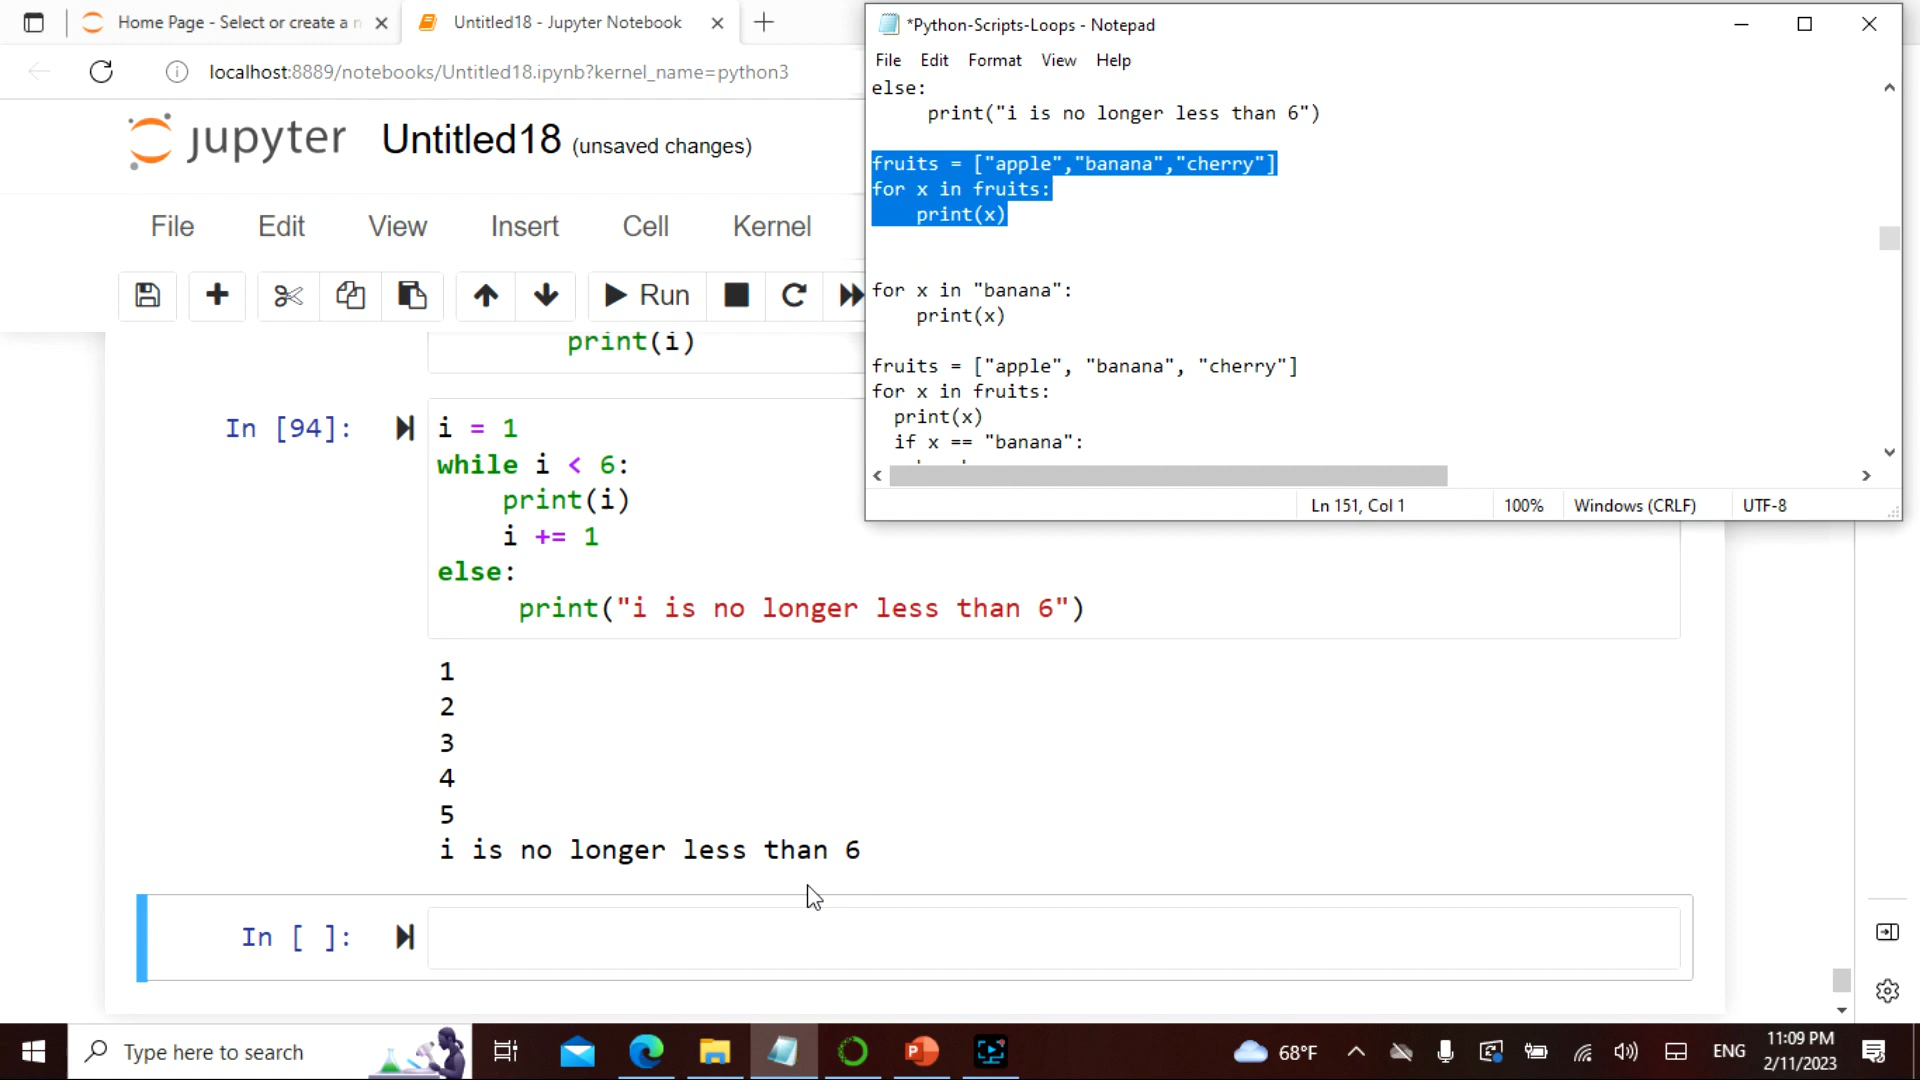 Home Page - Select or create a n
Untitled18 - Jupyter Notebook
localhost:8889/notebooks/Untitled18.ipynb?kernel_name=python3
jupyter Untitled18 (unsaved changes)
File Edit View Insert Cell Kernel
Run
print(i)
In [94]:
i = 1
while i < 6:
    print(i)
    i += 1
else:
     print("i is no longer less than 6")
1
2
3
4
5
i is no longer less than 6
In [ ]:
*Python-Scripts-Loops - Notepad
File Edit Format View Help
else:
     print("i is no longer less than 6")
fruits = ["apple","banana","cherry"]
for x in fruits:
    print(x)
for x in "banana":
    print(x)
fruits = ["apple", "banana", "cherry"]
for x in fruits:
  print(x)
  if x == "banana":
Ln 151, Col 1
100%
Windows (CRLF)
UTF-8
Type here to search
68°F
ENG
11:09 PM
2/11/2023